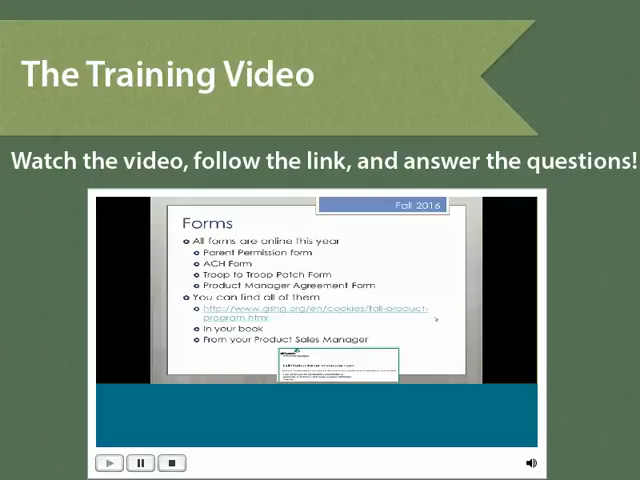 The Training Video
Watch the video, follow the link, and answer the questions!
Fall 2016
Forms
All forms are online this year
Parent Permission form
ACH Form
Troop to Troop Patch Form
Product Manager Agreement Form
You can find all of them
http://www.gshg.org/en/cookies/fall-product-
program.html
In your book
From your Product Sales Manager